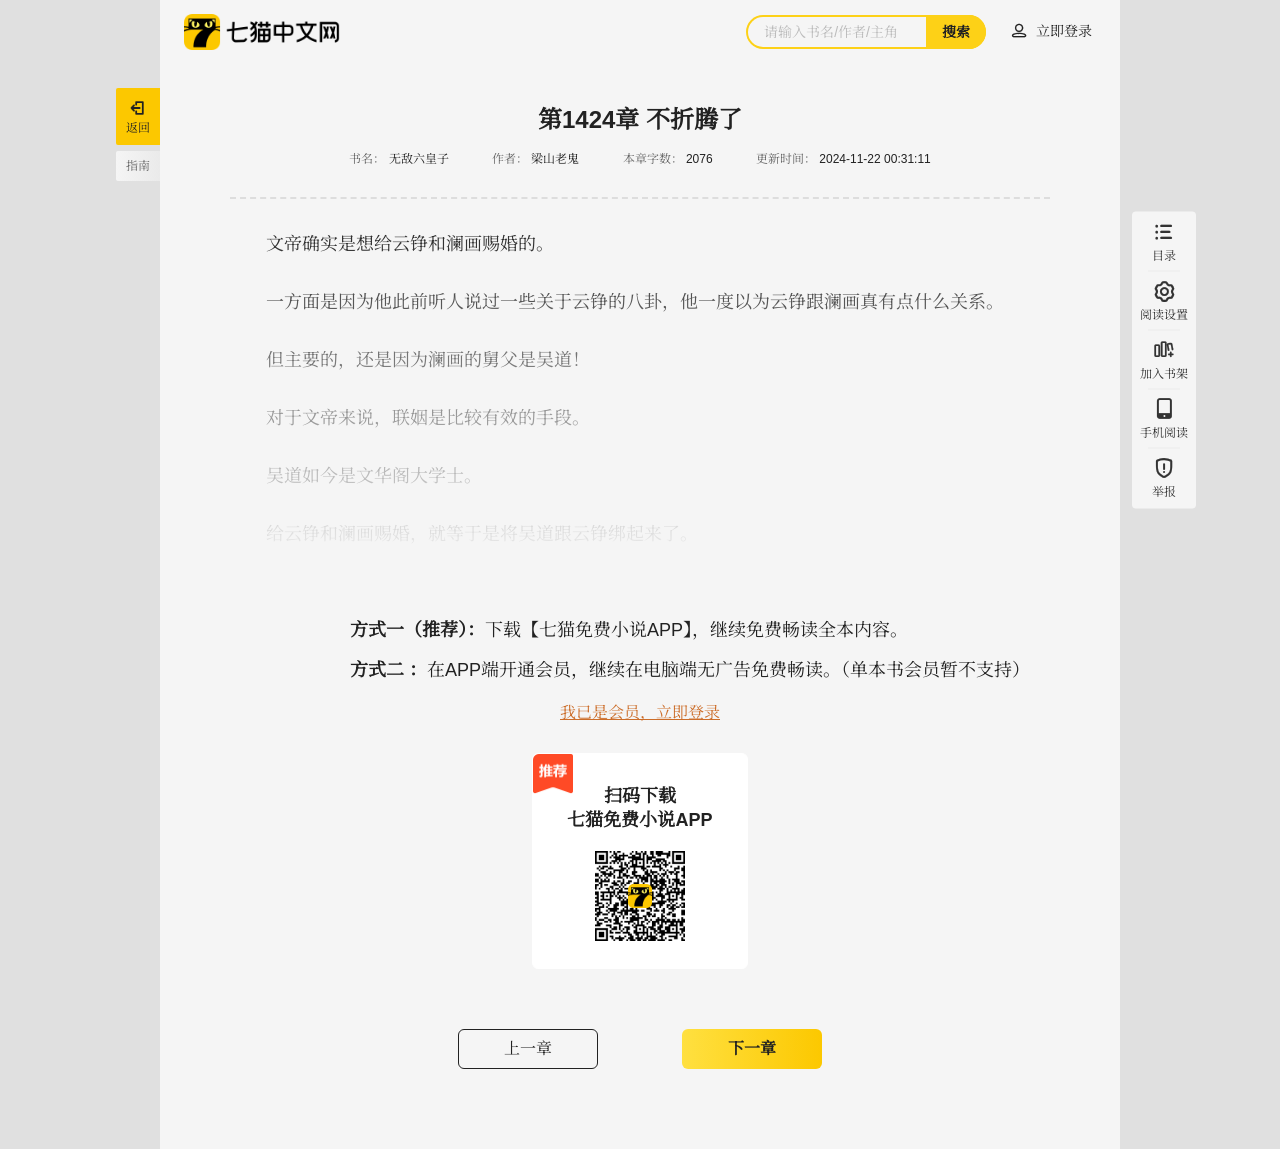 七猫中文网
请输入书名/作者/主角
搜索
立即登录
返回
指南
第1424章 不折腾了
书名： 无敌六皇子 作者： 梁山老鬼 本章字数： 2076 更新时间： 2024-11-22 00:31:11
文帝确实是想给云铮和澜画赐婚的。
一方面是因为他此前听人说过一些关于云铮的八卦，他一度以为云铮跟澜画真有点什么关系。
但主要的，还是因为澜画的舅父是吴道！
对于文帝来说，联姻是比较有效的手段。
吴道如今是文华阁大学士。
给云铮和澜画赐婚，就等于是将吴道跟云铮绑起来了。
目录
阅读设置
加入书架
手机阅读
举报
方式一（推荐）：下载【七猫免费小说APP】，继续免费畅读全本内容。
方式二 ：在APP端开通会员，继续在电脑端无广告免费畅读。（单本书会员暂不支持）
我已是会员，立即登录
推荐
扫码下载
七猫免费小说APP
上一章
下一章